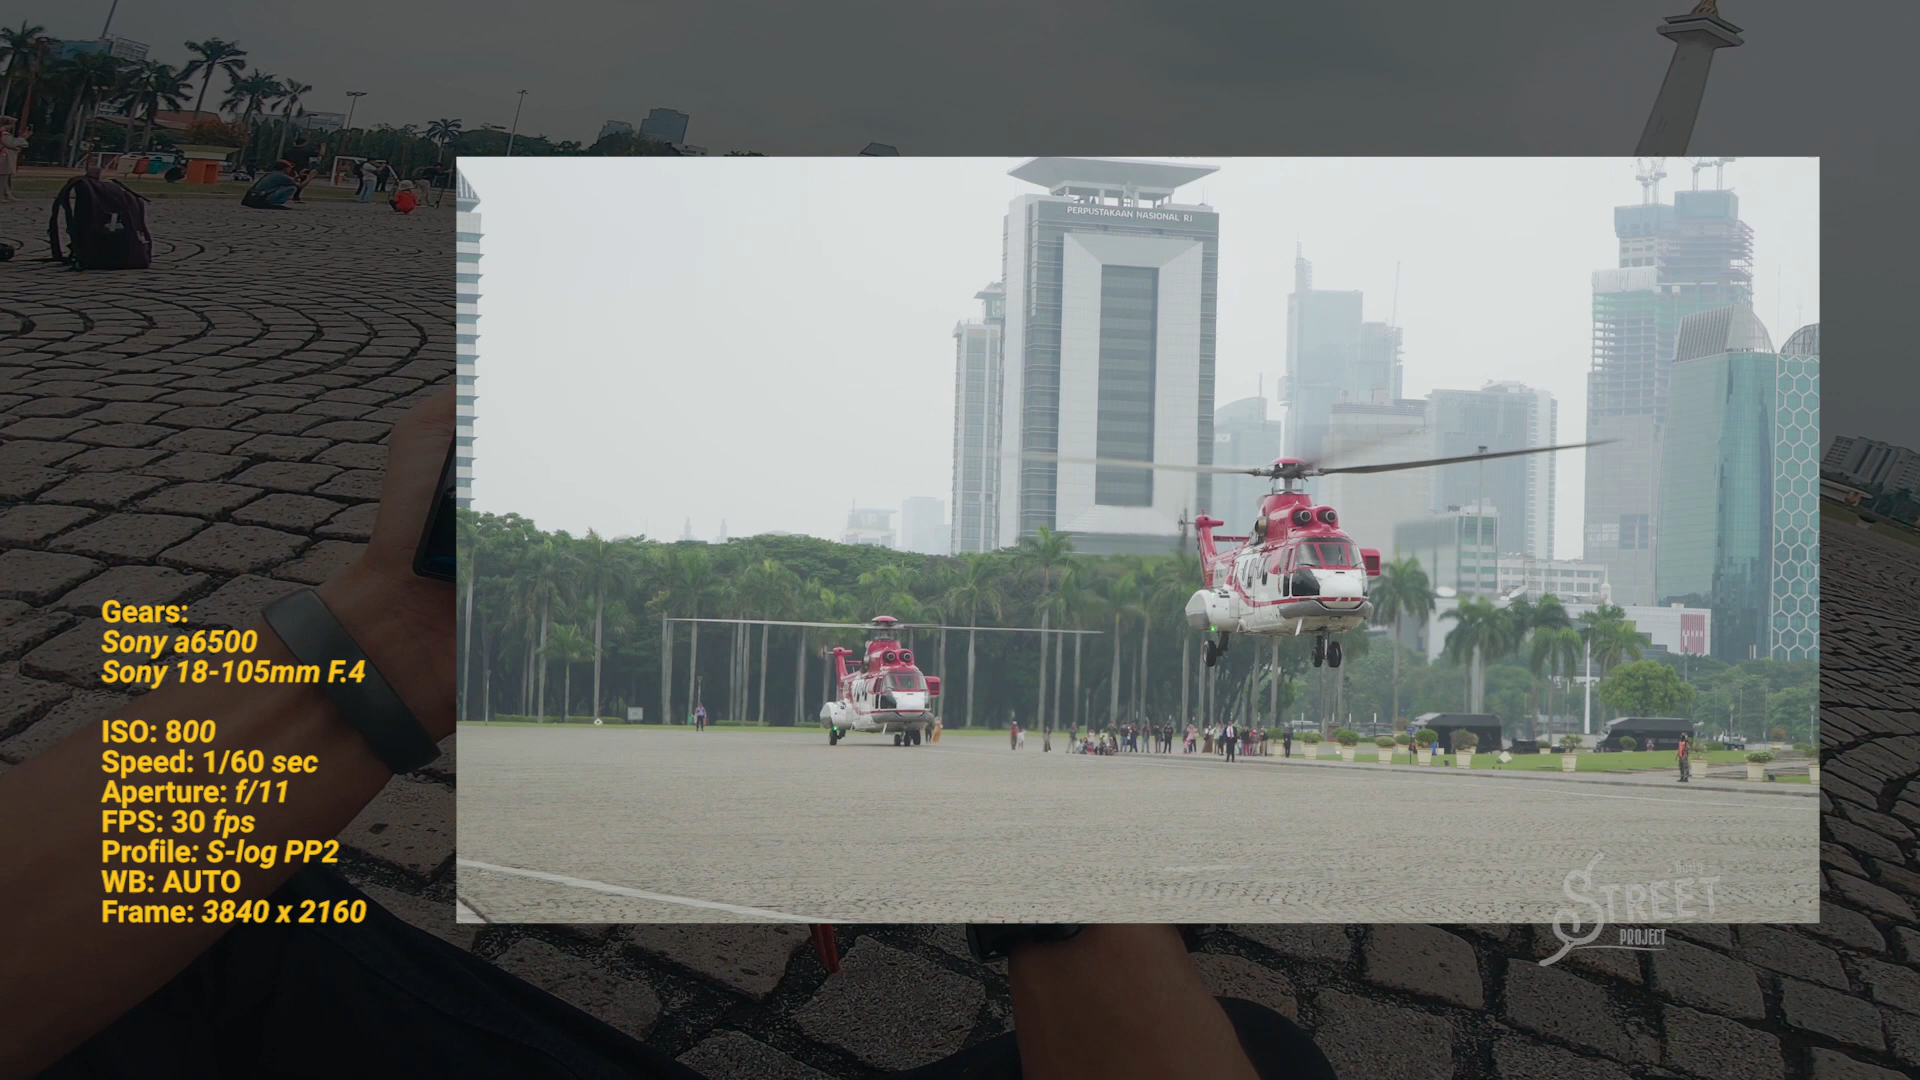 PERPUSTAKAAN NASIONAL RI
Gears:
Sony a6500
Sony 18-105mm F.4
ISO: 800
Speed: 1/60 sec
Aperture: f/11
FPS: 30 fps
Profile: S-log PP2
WB: AUTO
Frame: 3840 x 2160
STREET
PROJECT